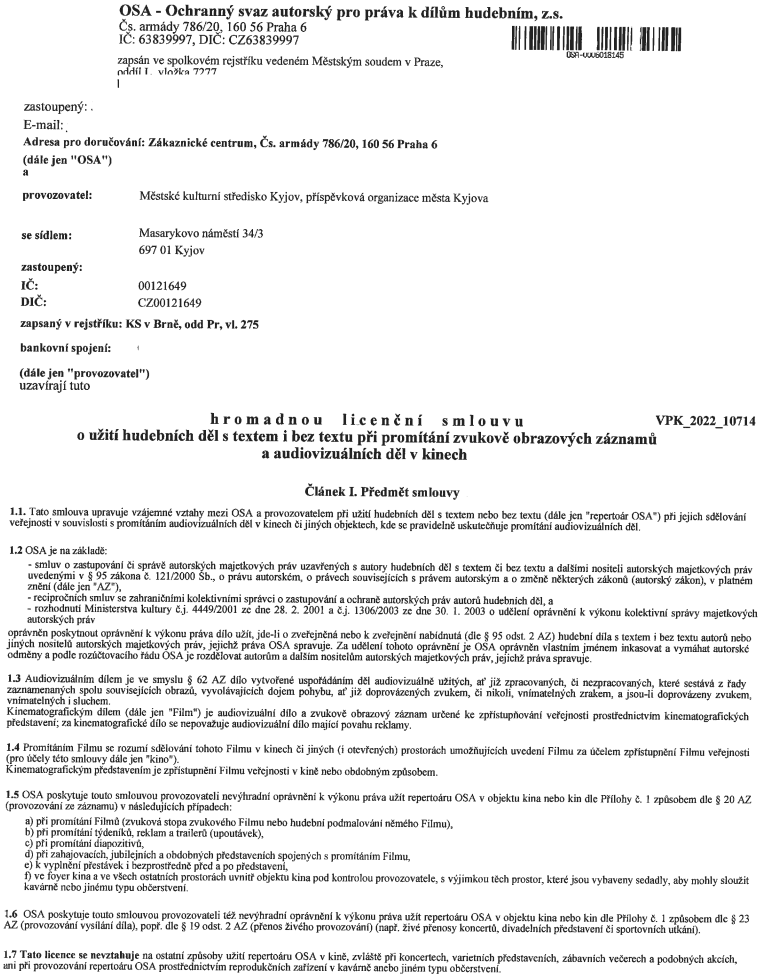 OSA - Ochranný svaz autorský pro práva k dílům hudebním, z.s.
Čs. armády 786/20, 160 56 Praha 6
IČ: 63839997, DIČ: CZ63839997
OSA-0006018145
zapsán ve spolkovém rejstříku vedeném Městským soudem v Praze,
oddíl L, vložka 7277
zastoupený:
E-mail:
Adresa pro doručování: Zákaznické centrum, Čs. armády 786/20, 160 56 Praha 6
(dále jen "OSA")
a
provozovatel: Městské kulturní středisko Kyjov, příspěvková organizace města Kyjova
se sídlem: Masarykovo náměstí 34/3
697 01 Kyjov
zastoupený:
IČ: 00121649
DIČ: CZ00121649
zapsaný v rejstříku: KS v Brně, odd Pr, vl. 275
bankovní spojení:
(dále jen "provozovatel")
uzavírají tuto
hromadnou licenční smlouvu VPK_2022_10714
o užití hudebních děl s textem i bez textu při promítání zvukově obrazových záznamů
a audiovizuálních děl v kinech
Článek I. Předmět smlouvy
1.1. Tato smlouva upravuje vzájemné vztahy mezi OSA a provozovatelem při užití hudebních děl s textem nebo bez textu (dále jen "repertoár OSA") při jejich sdělování
veřejnosti v souvislosti s promítáním audiovizuálních děl v kinech či jiných objektech, kde se pravidelně uskutečňuje promítání audiovizuálních děl.
1.2 OSA je na základě:
- smluv o zastupování či správě autorských majetkových práv uzavřených s autory hudebních děl s textem či bez textu a dalšími nositeli autorských majetkových práv
uvedenými v § 95 zákona č. 121/2000 Sb., o právu autorském, o právech souvisejících s právem autorským a o změně některých zákonů (autorský zákon), v platném
znění (dále jen "AZ"),
- recipročních smluv se zahraničními kolektivními správci o zastupování a ochraně autorských práv autorů hudebních děl, a
- rozhodnutí Ministerstva kultury č.j. 4449/2001 ze dne 28. 2. 2001 a č.j. 1306/2003 ze dne 30. 1. 2003 o udělení oprávnění k výkonu kolektivní správy majetkových
autorských práv
oprávněn poskytnout oprávnění k výkonu práva dílo užít, jde-li o zveřejněná nebo k zveřejnění nabídnutá (dle § 95 odst. 2 AZ) hudební díla s textem i bez textu autorů nebo
jiných nositelů autorských majetkových práv, jejichž práva OSA spravuje. Za udělení tohoto oprávnění je OSA oprávněn vlastním jménem inkasovat a vymáhat autorské
odměny a podle rozúčtovacího řádu OSA je rozdělovat autorům a dalším nositelům autorských majetkových práv, jejichž práva spravuje.
1.3 Audiovizuálním dílem je ve smyslu § 62 AZ dílo vytvořené uspořádáním děl audiovizuálně užitých, ať již zpracovaných, či nezpracovaných, které sestává z řady
zaznamenaných spolu souvisejících obrazů, vyvolávajících dojem pohybu, ať již doprovázených zvukem, či nikoli, vnímatelných zrakem, a jsou-li doprovázeny zvukem,
vnímatelných i sluchem.
Kinematografickým dílem (dále jen "Film") je audiovizuální dílo a zvukově obrazový záznam určené ke zpřístupňování veřejnosti prostřednictvím kinematografických
představení; za kinematografické dílo se nepovažuje audiovizuální dílo mající povahu reklamy.
1.4 Promítáním Filmu se rozumí sdělování tohoto Filmu v kinech či jiných (i otevřených) prostorách umožňujících uvedení Filmu za účelem zpřístupnění Filmu veřejnosti
(pro účely této smlouvy dále jen "kino").
Kinematografickým představením je zpřístupnění Filmu veřejnosti v kině nebo obdobným způsobem.
1.5 OSA poskytuje touto smlouvou provozovateli nevýhradní oprávnění k výkonu práva užít repertoáru OSA v objektu kina nebo kin dle Přílohy č. 1 způsobem dle § 20 AZ
(provozování ze záznamu) v následujících případech:
a) při promítání Filmů (zvuková stopa zvukového Filmu nebo hudební podmalování němého Filmu),
b) při promítání týdeníků, reklam a trailerů (upoutávek),
c) při promítání diapozitivů,
d) při zahajovacích, jubilejních a obdobných představeních spojených s promítáním Filmu,
e) k vyplnění přestávek i bezprostředně před a po představení,
f) ve foyer kina a ve všech ostatních prostorách uvnitř objektu kina pod kontrolou provozovatele, s výjimkou těch prostor, které jsou vybaveny sedadly, aby mohly sloužit
kavárně nebo jinému typu občerstvení.
1.6 OSA poskytuje touto smlouvou provozovateli též nevýhradní oprávnění k výkonu práva užít repertoár OSA v objektu kina nebo kin dle Přílohy č. 1 způsobem dle § 23
AZ (provozování vysílání díla), popř. dle § 19 odst. 2 AZ (přenos živého provozování) (např. živé přenosy koncertů, divadelních představení či sportovních utkání).
1.7 Tato licence se nevztahuje na ostatní způsoby užití repertoáru OSA v kině, zvláště při koncertech, varietních představeních, zábavních večerech a podobných akcích,
ani při provozování repertoáru OSA prostřednictvím reprodukčních zařízení v kavárně anebo jiném typu občerstvení.